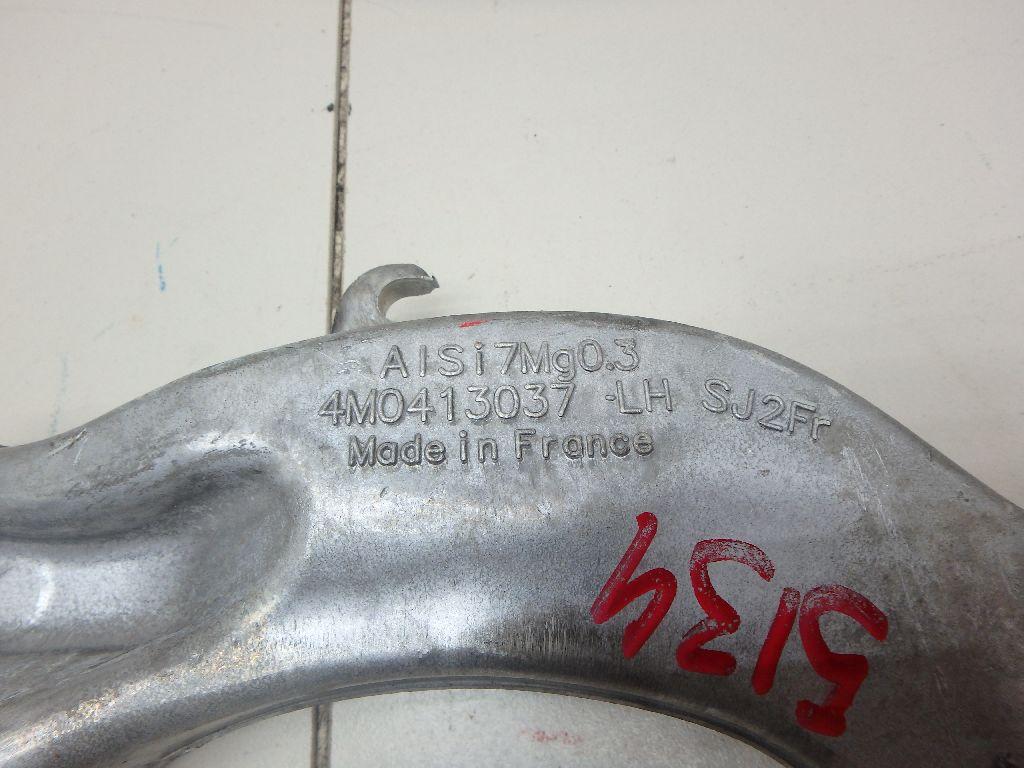 AlSi7Mg0.3
4M0413037 -LH SJ2Fr
Made in France
5134